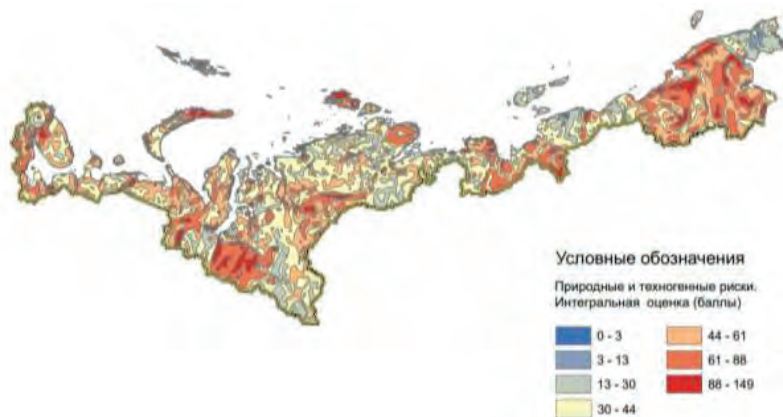 Условные обозначения
Природные и техногенные риски.
Интегральная оценка (баллы)
0 - 3
3 - 13
13 - 30
30 - 44
44 - 61
61 - 88
88 - 149